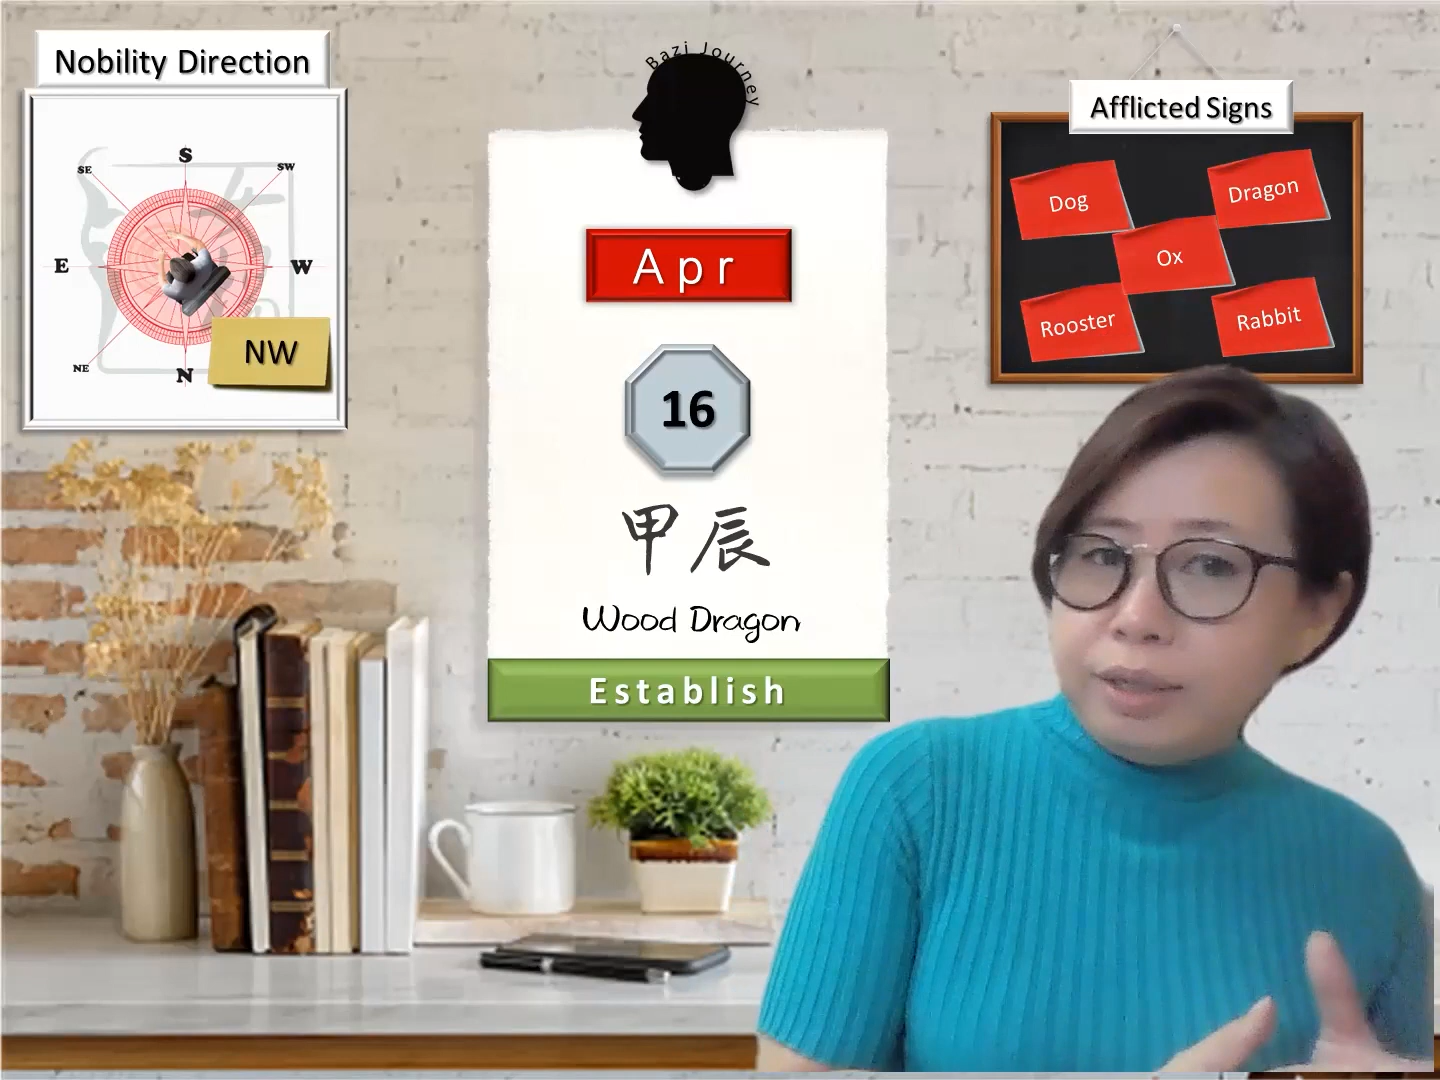 Nobility Direction
S
SE
SW
E
W
NE
N
NW
Bazi Journey
Apr
16
甲辰
Wood Dragon
Establish
Afflicted Signs
Dog
Dragon
Ox
Rooster
Rabbit